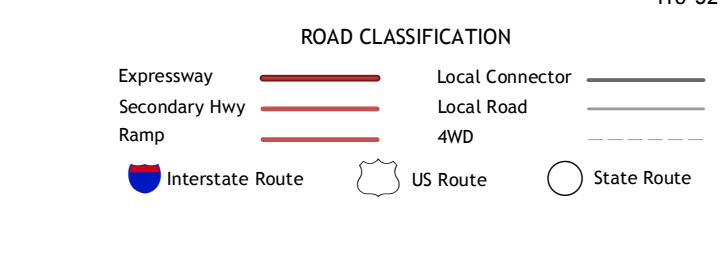 ROAD CLASSIFICATION
Expressway
Local Connector
Secondary Hwy
Local Road
Ramp
4WD
Interstate Route
US Route
State Route